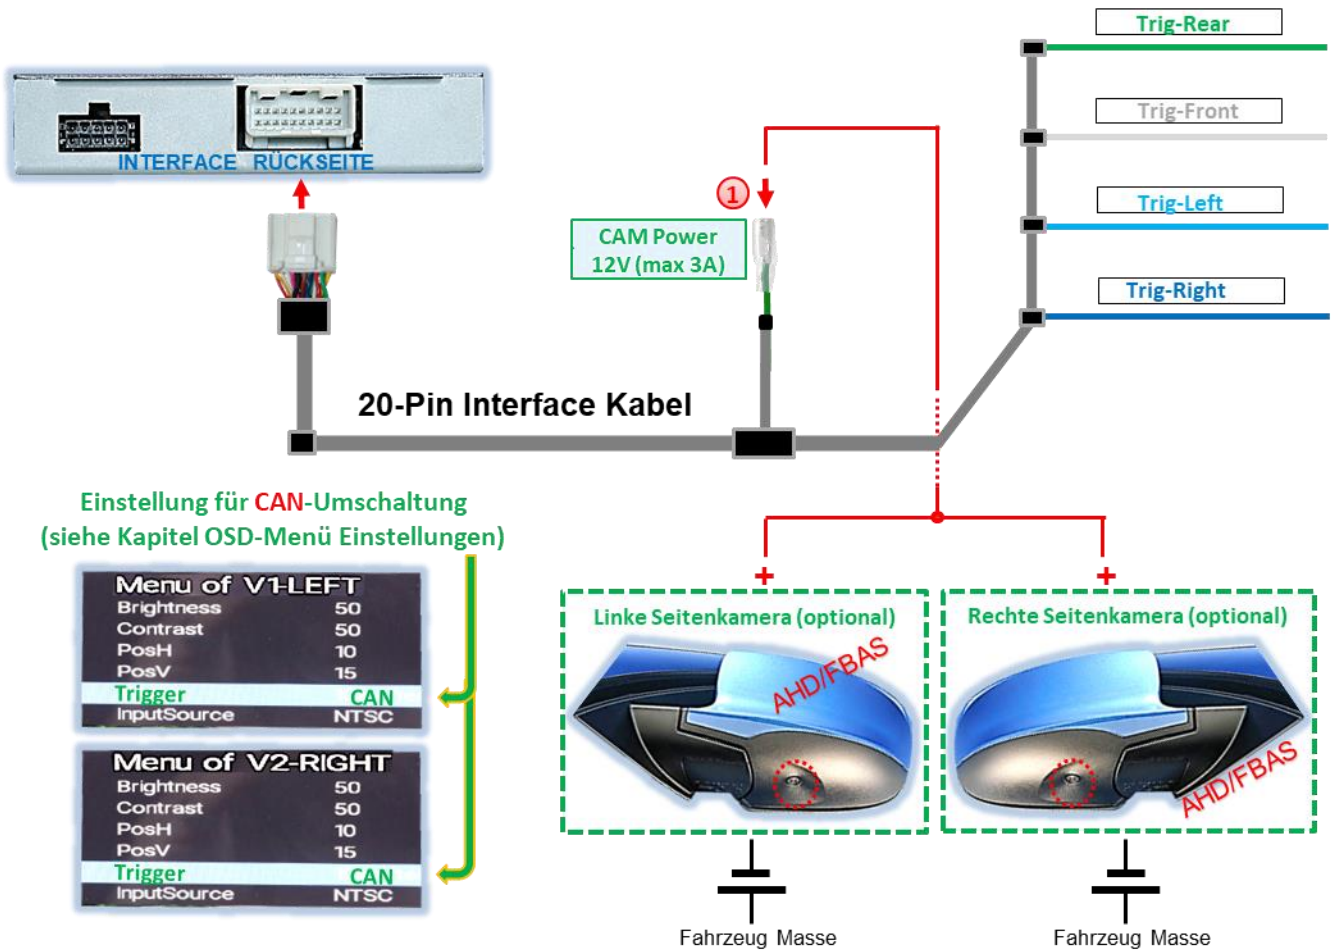 Trig-Rear
INTERFACE RÜCKSEITE
Trig-Front
1
Trig-Left
CAM Power
12V (max 3A)
Trig-Right
20-Pin Interface Kabel
Einstellung für CAN-Umschaltung
(siehe Kapitel OSD-Menü Einstellungen)
Menu of V1-LEFT
Brightness 50
Contrast 50
PosH 10
PosV 15
Trigger CAN
InputSource NTSC
Menu of V2-RIGHT
Brightness 50
Contrast 50
PosH 10
PosV 15
Trigger CAN
InputSource NTSC
+
+
Linke Seitenkamera (optional)
AHD/FBAS
Rechte Seitenkamera (optional)
AHD/FBAS
Fahrzeug Masse
Fahrzeug Masse